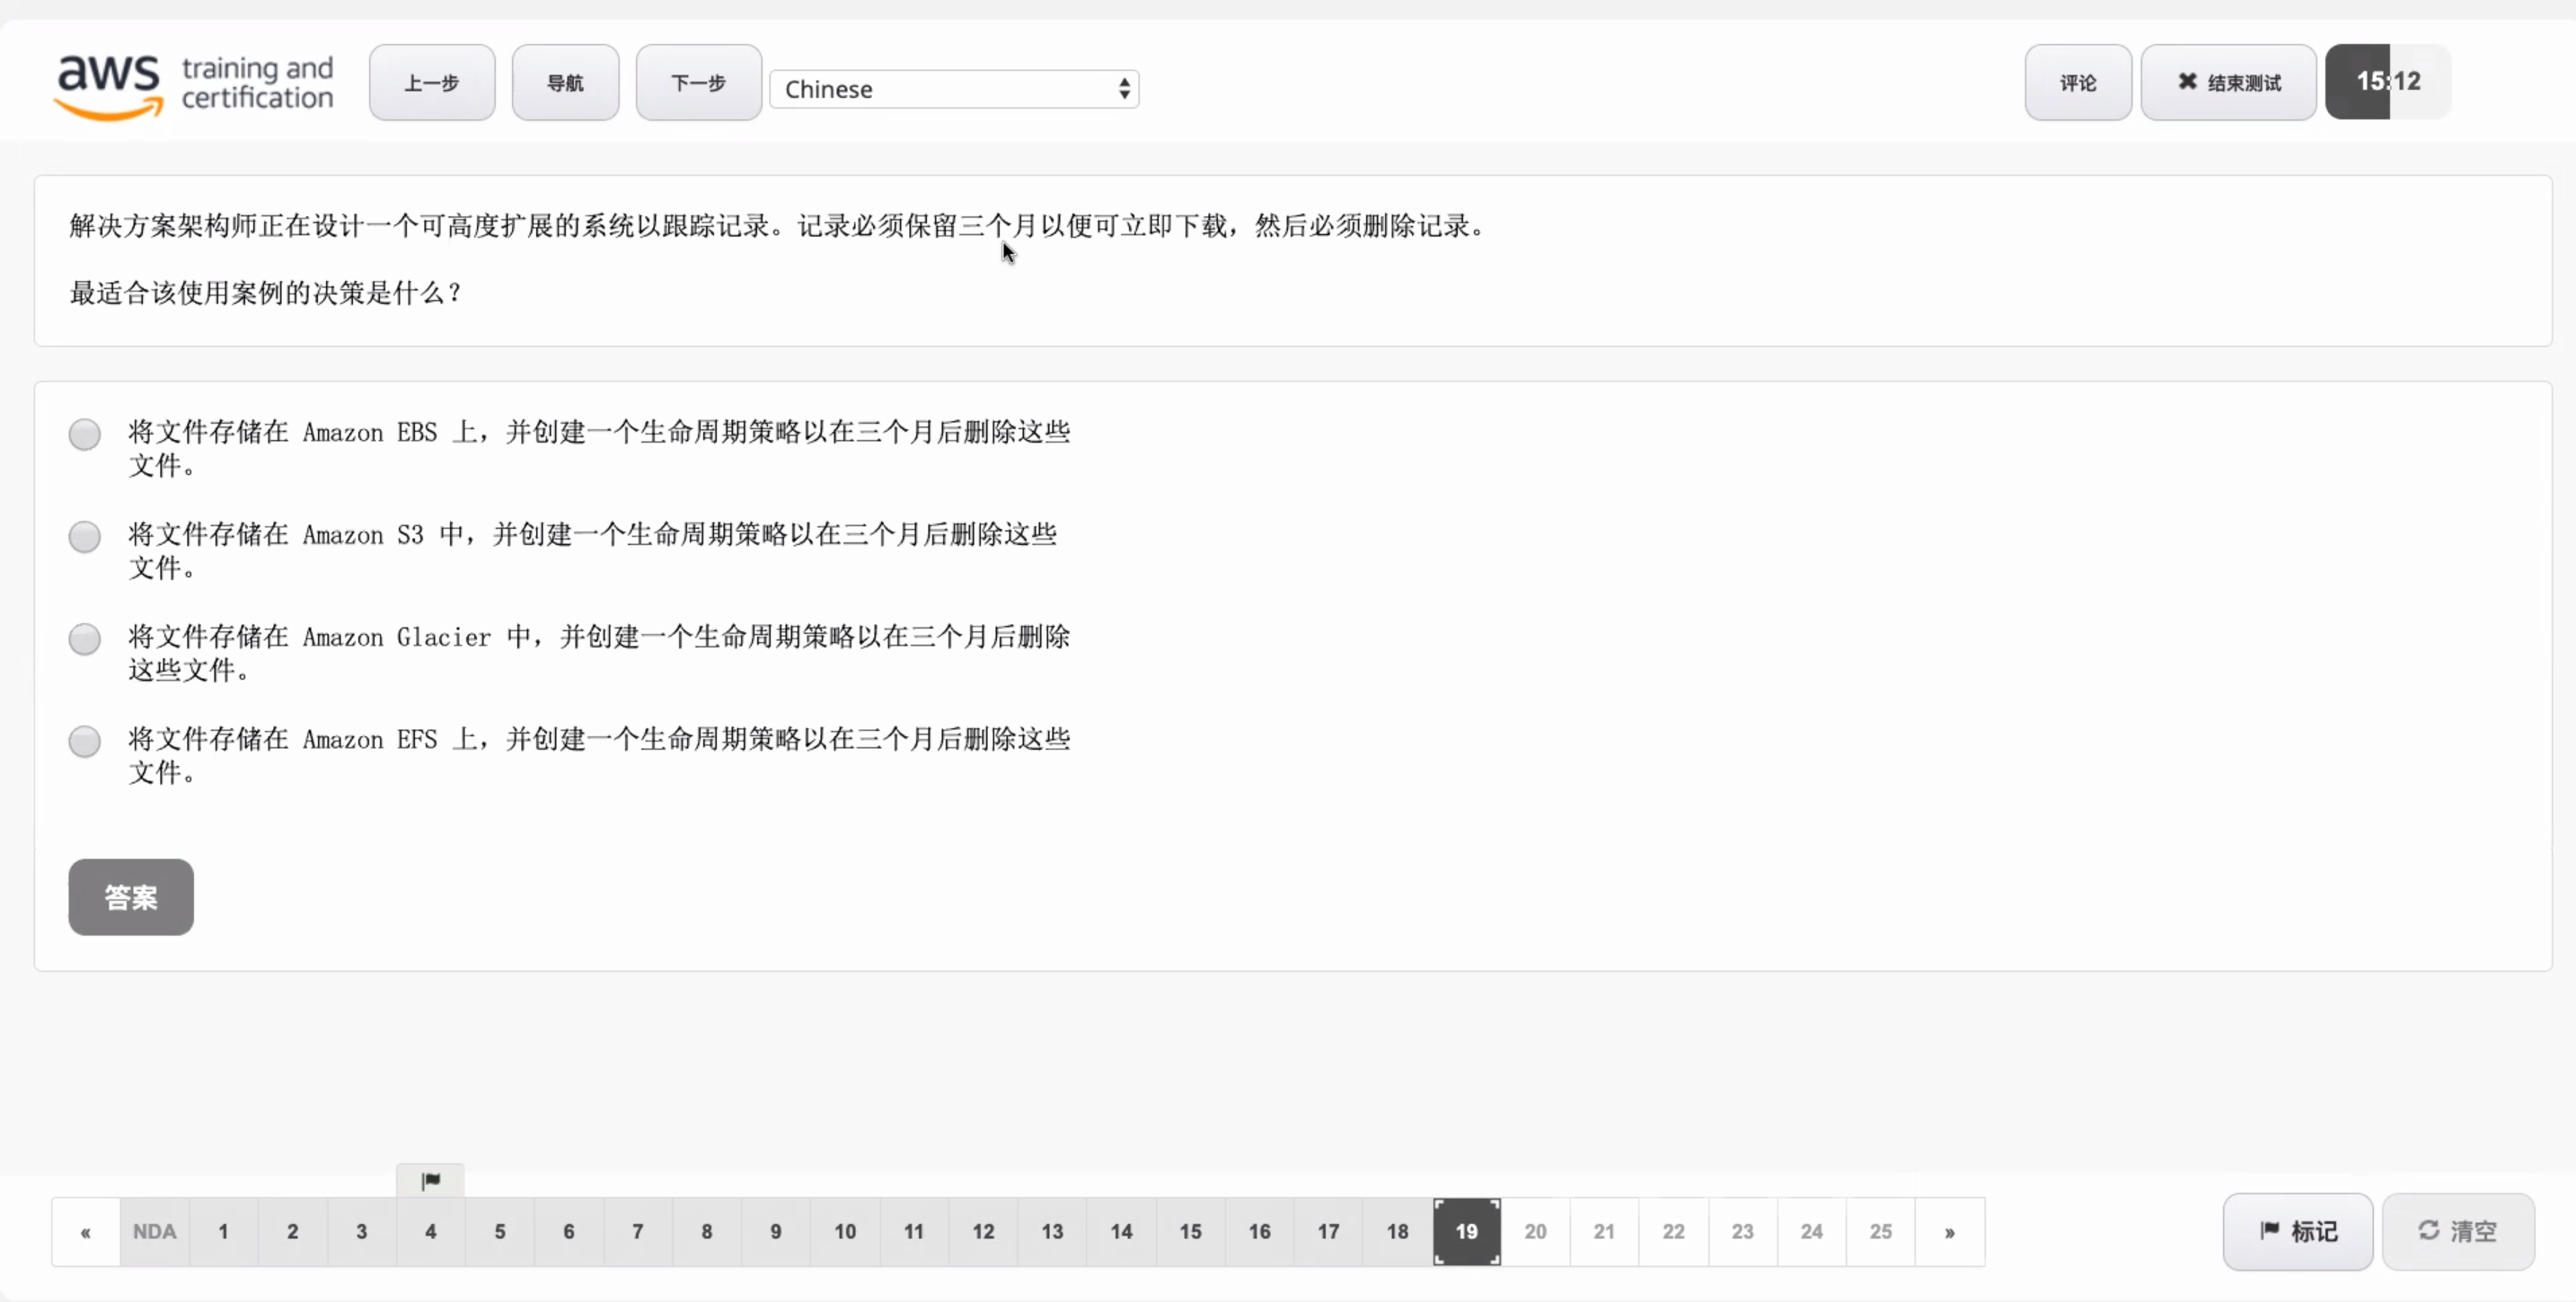 aws training and certification
上一步
导航
下一步
Chinese
评论
✖ 结束测试
15:12
解决方案架构师正在设计一个可高度扩展的系统以跟踪记录。记录必须保留三个月以便可立即下载，然后必须删除记录。
最适合该使用案例的决策是什么？
将文件存储在 Amazon EBS 上，并创建一个生命周期策略以在三个月后删除这些
文件。
将文件存储在 Amazon S3 中，并创建一个生命周期策略以在三个月后删除这些
文件。
将文件存储在 Amazon Glacier 中，并创建一个生命周期策略以在三个月后删除
这些文件。
将文件存储在 Amazon EFS 上，并创建一个生命周期策略以在三个月后删除这些
文件。
答案
« NDA 1 2 3 4 5 6 7 8 9 10 11 12 13 14 15 16 17 18 19 20 21 22 23 24 25 »
标记
清空